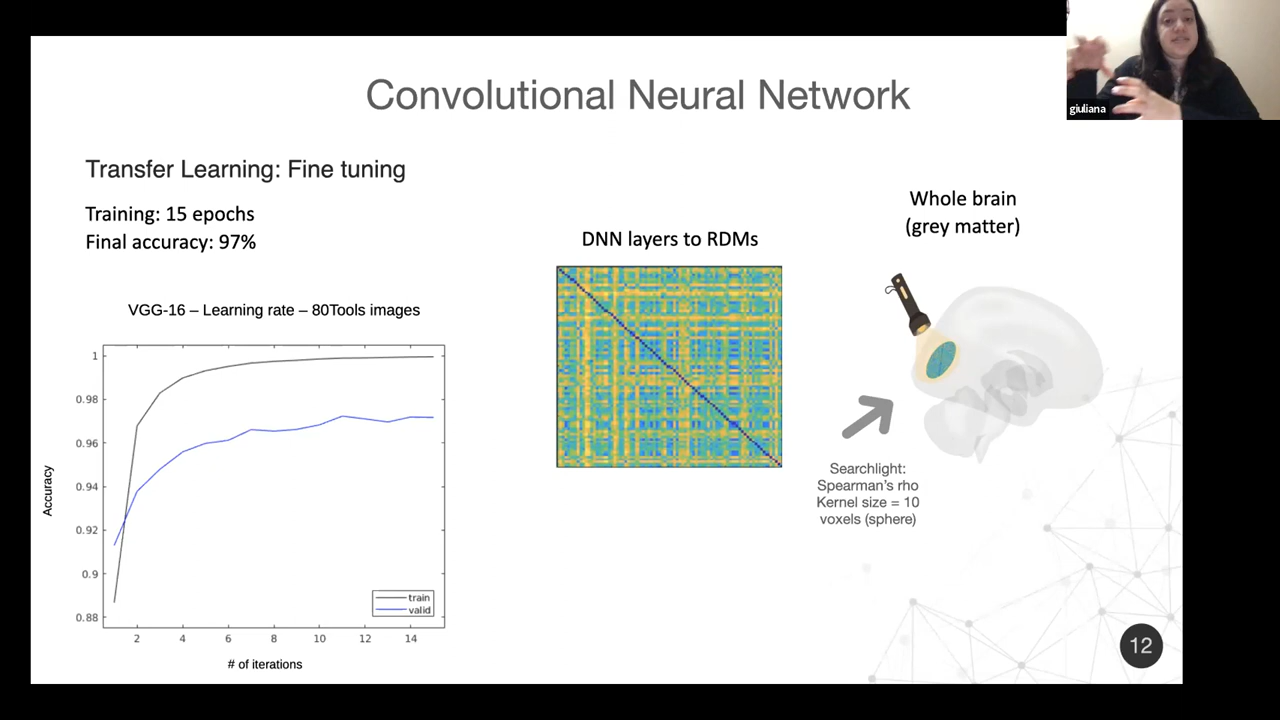 giuliana
Convolutional Neural Network
Transfer Learning: Fine tuning
Training: 15 epochs
Final accuracy: 97%
VGG-16 – Learning rate – 80Tools images
Accuracy
1
0.98
0.96
0.94
0.92
0.9
0.88
train
valid
2
4
6
8
10
12
14
# of iterations
DNN layers to RDMs
Whole brain
(grey matter)
Searchlight:
Spearman's rho
Kernel size = 10
voxels (sphere)
12